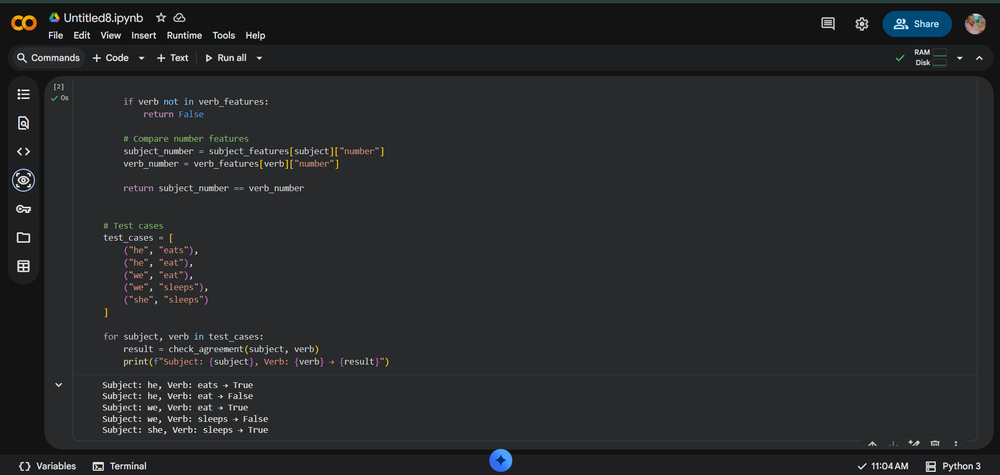 Untitled8.ipynb
File Edit View Insert Runtime Tools Help
Share
Commands + Code + Text Run all
RAM
Disk
[2]
0s
if verb not in verb_features:
return False
# Compare number features
subject_number = subject_features[subject]["number"]
verb_number = verb_features[verb]["number"]
return subject_number == verb_number
# Test cases
test_cases = [
("he", "eats"),
("he", "eat"),
("we", "eat"),
("we", "sleeps"),
("she", "sleeps")
]
for subject, verb in test_cases:
result = check_agreement(subject, verb)
print(f"Subject: {subject}, Verb: {verb} → {result}")
Subject: he, Verb: eats → True
Subject: he, Verb: eat → False
Subject: we, Verb: eat → True
Subject: we, Verb: sleeps → False
Subject: she, Verb: sleeps → True
{} Variables Terminal
11:04 AM Python 3